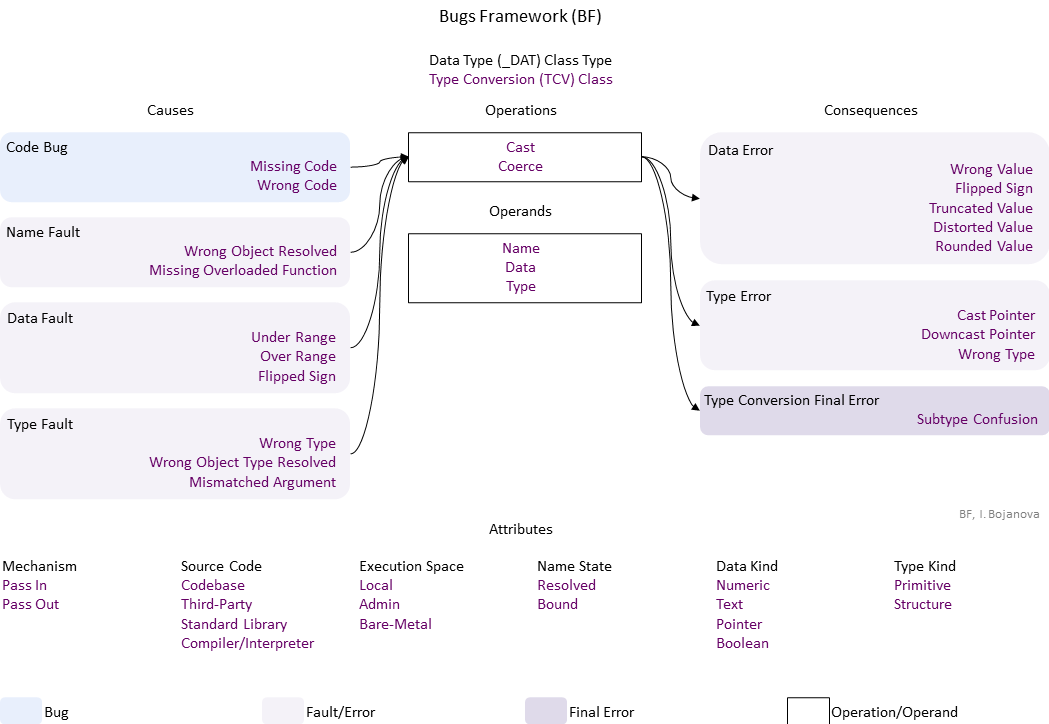 Bugs Framework (BF)
Data Type (_DAT) Class Type
Type Conversion (TCV) Class
Causes
Code Bug
Missing Code
Wrong Code
Name Fault
Wrong Object Resolved
Missing Overloaded Function
Data Fault
Under Range
Over Range
Flipped Sign
Type Fault
Wrong Type
Wrong Object Type Resolved
Mismatched Argument
Operations
Cast
Coerce
Operands
Name
Data
Type
Consequences
Data Error
Wrong Value
Flipped Sign
Truncated Value
Distorted Value
Rounded Value
Type Error
Cast Pointer
Downcast Pointer
Wrong Type
Type Conversion Final Error
Subtype Confusion
BF, I. Bojanova
Attributes
Mechanism
Pass In
Pass Out
Source Code
Codebase
Third-Party
Standard Library
Compiler/Interpreter
Execution Space
Local
Admin
Bare-Metal
Name State
Resolved
Bound
Data Kind
Numeric
Text
Pointer
Boolean
Type Kind
Primitive
Structure
Bug
Fault/Error
Final Error
Operation/Operand